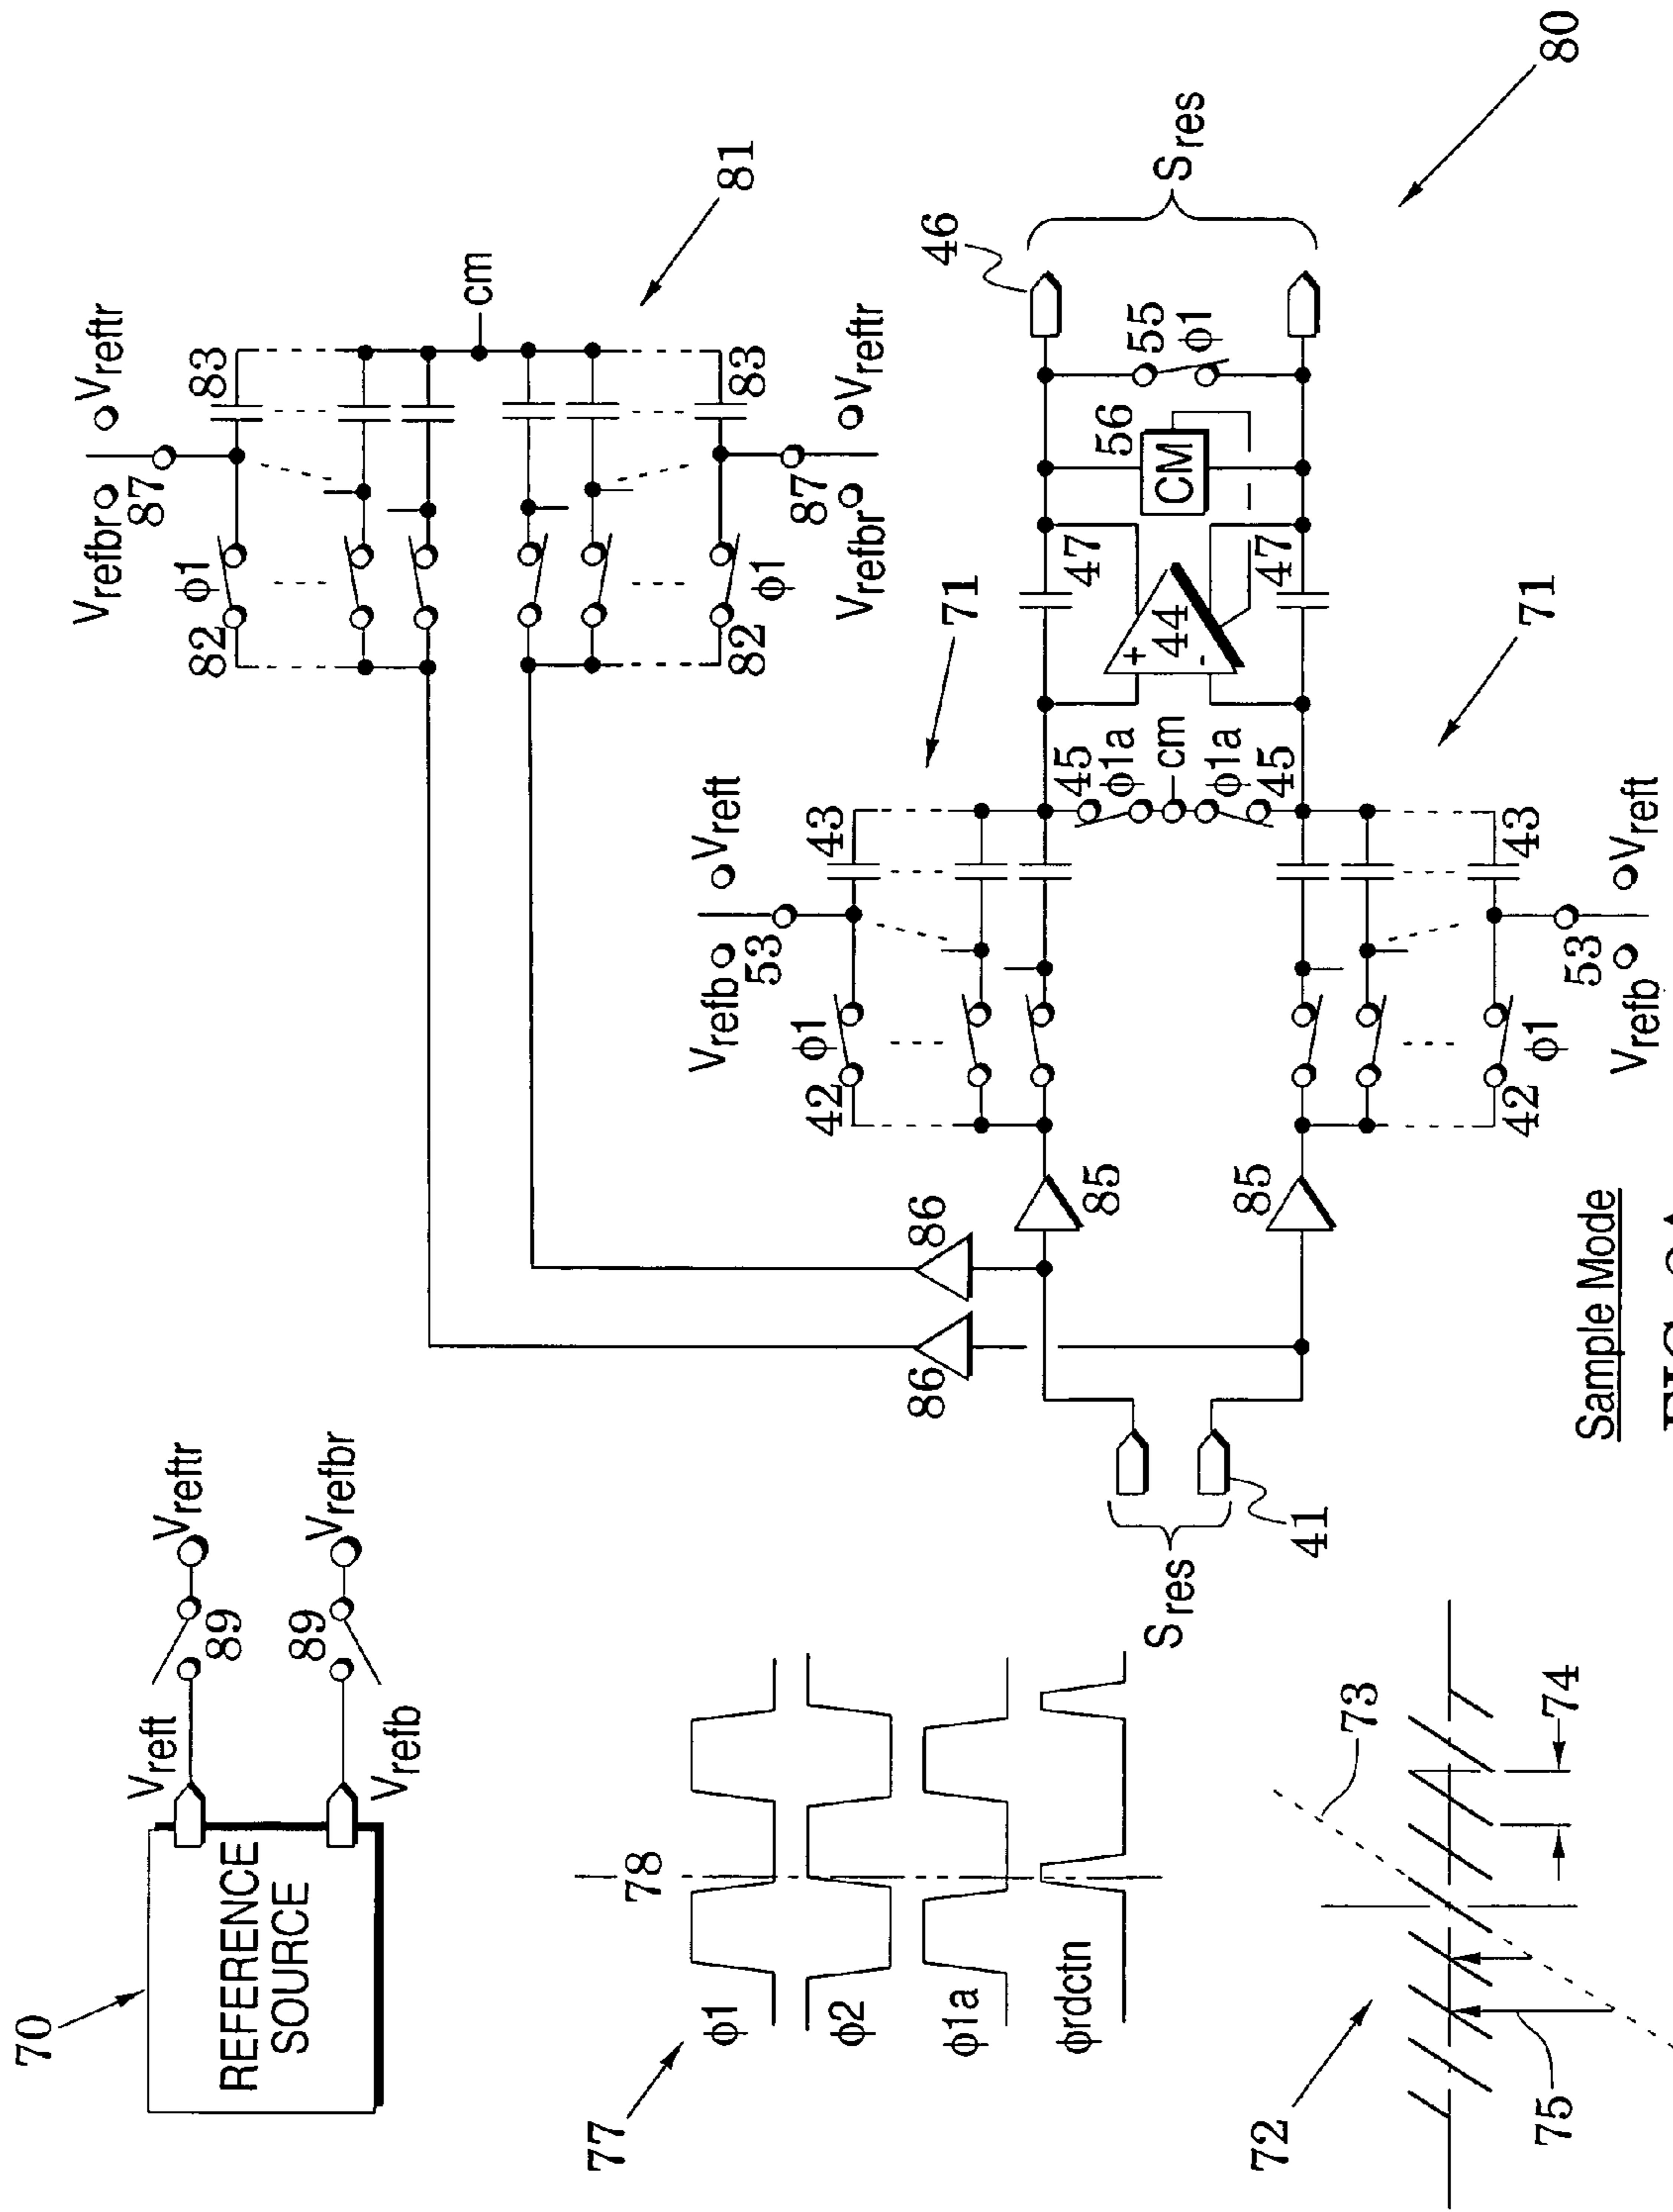 70
REFERENCE
SOURCE
Vreft
Vrefb
89
89
Vreftr
Vrefbr
77
78
ϕ1
ϕ2
ϕ1a
ϕrdctn
72
73
74
75
Sres
41
86
86
85
85
Vrefbr
Vreftr
87
ϕ1
82
83
cm
81
82
ϕ1
83
87
Vrefbr
Vreftr
Vrefb
Vreft
53
ϕ1
42
43
71
45
ϕ1a
cm
ϕ1a
45
47
44
+
-
47
56
CM
55
ϕ1
46
Sres
80
71
42
ϕ1
43
53
Vrefb
Vreft
Sample Mode